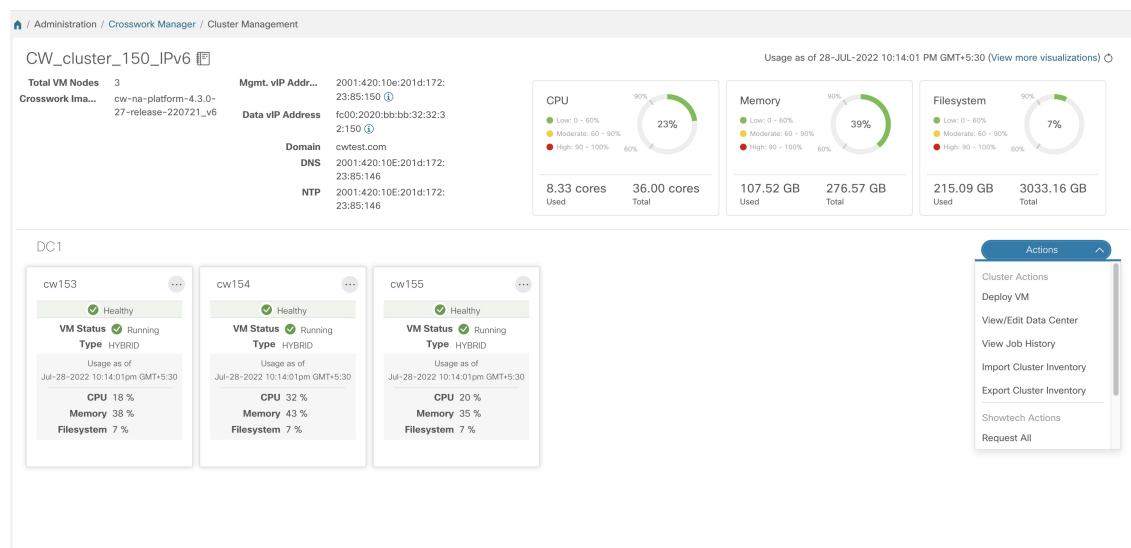 / Administration / Crosswork Manager / Cluster Management
CW_cluster_150_IPv6
Usage as of 28-JUL-2022 10:14:01 PM GMT+5:30 (View more visualizations)
Total VM Nodes 3
Crosswork Ima... cw-na-platform-4.3.0-
27-release-220721_v6
Mgmt. vIP Addr... 2001:420:10e:201d:172:
23:85:150
Data vIP Address fc00:2020:bb:bb:32:32:3
2:150
Domain cwtest.com
DNS 2001:420:10E:201d:172:
23:85:146
NTP 2001:420:10E:201d:172:
23:85:146
CPU
Low: 0 - 60%
Moderate: 60 - 90%
High: 90 - 100%
90%
23%
60%
8.33 cores 36.00 cores
Used Total
Memory
Low: 0 - 60%
Moderate: 60 - 90%
High: 90 - 100%
90%
39%
60%
107.52 GB 276.57 GB
Used Total
Filesystem
Low: 0 - 60%
Moderate: 60 - 90%
High: 90 - 100%
90%
7%
60%
215.09 GB 3033.16 GB
Used Total
DC1
cw153
Healthy
VM Status Running
Type HYBRID
Usage as of
Jul-28-2022 10:14:01pm GMT+5:30
CPU 18 %
Memory 38 %
Filesystem 7 %
cw154
Healthy
VM Status Running
Type HYBRID
Usage as of
Jul-28-2022 10:14:01pm GMT+5:30
CPU 32 %
Memory 43 %
Filesystem 7 %
cw155
Healthy
VM Status Running
Type HYBRID
Usage as of
Jul-28-2022 10:14:01pm GMT+5:30
CPU 20 %
Memory 35 %
Filesystem 7 %
Actions
Cluster Actions
Deploy VM
View/Edit Data Center
View Job History
Import Cluster Inventory
Export Cluster Inventory
Showtech Actions
Request All